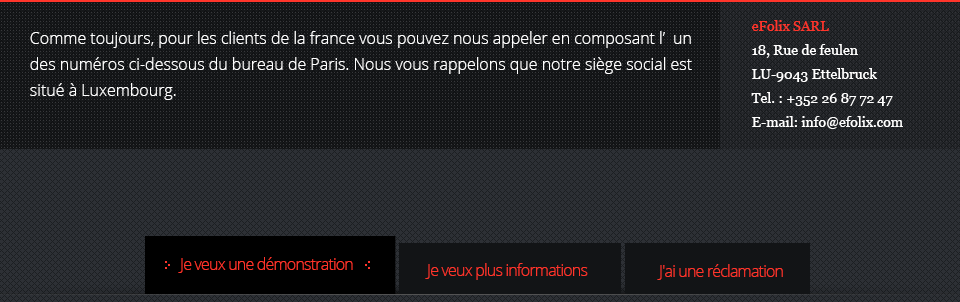 Comme toujours, pour les clients de la france vous pouvez nous appeler en composant l’ un
des numéros ci-dessous du bureau de Paris. Nous vous rappelons que notre siège social est
situé à Luxembourg.
eFolix SARL
18, Rue de feulen
LU-9043 Ettelbruck
Tel. : +352 26 87 72 47
E-mail: info@efolix.com
Je veux une démonstration
Je veux plus informations
J'ai une réclamation